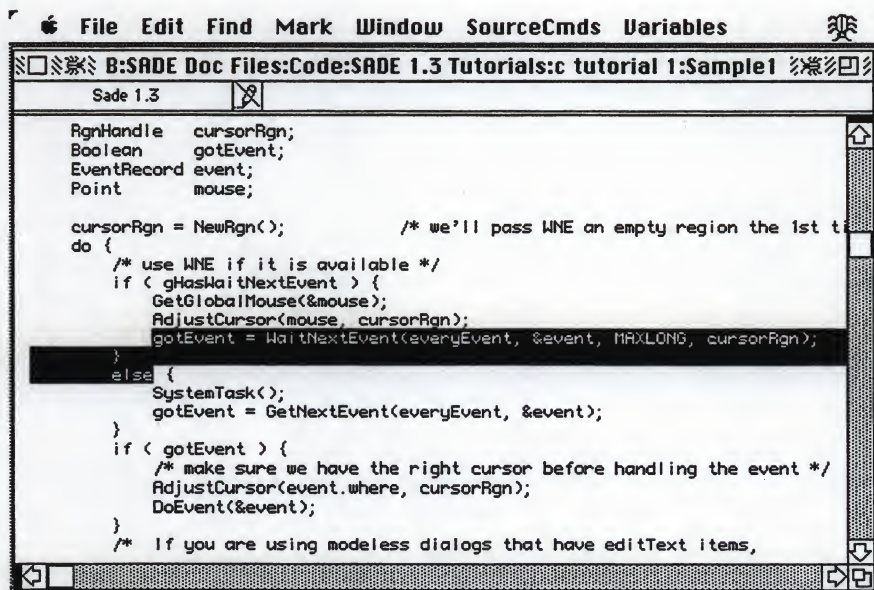 File Edit Find Mark Window SourceCmds Variables
B:SADE Doc Files:Code:SADE 1.3 Tutorials:c tutorial 1:Sample1
Sade 1.3
RgnHandle cursorRgn;
Boolean gotEvent;
EventRecord event;
Point mouse;
cursorRgn = NewRgn(); /* we'll pass WNE an empty region the 1st ti
do {
/* use WNE if it is available */
if ( gHasWaitNextEvent ) {
GetGlobalMouse(&mouse);
AdjustCursor(mouse, cursorRgn);
gotEvent = WaitNextEvent(everyEvent, &event, MAXLONG, cursorRgn);
}
else {
SystemTask();
gotEvent = GetNextEvent(everyEvent, &event);
}
if ( gotEvent ) {
/* make sure we have the right cursor before handling the event */
AdjustCursor(event.where, cursorRgn);
DoEvent(&event);
}
/* If you are using modeless dialogs that have editText items,